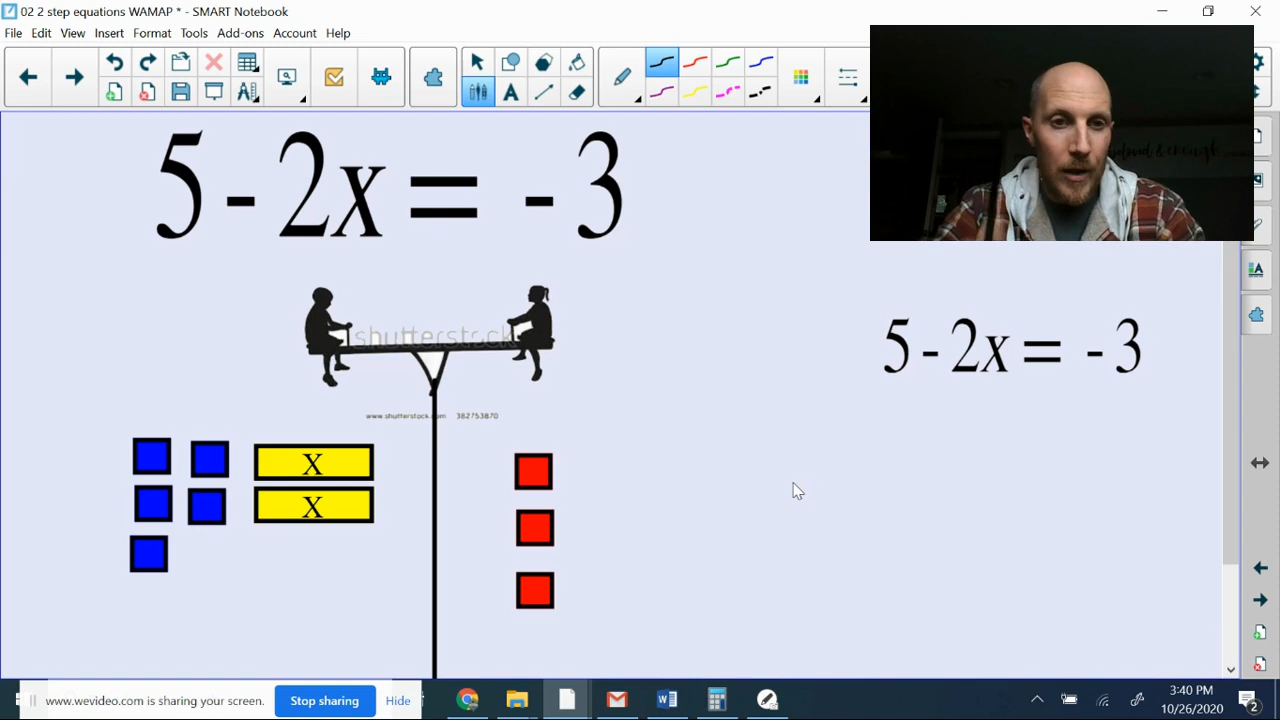 02 2 step equations WAMAP * - SMART Notebook
File Edit View Insert Format Tools Add-ons Account Help
5 - 2x = - 3
shutterstock
www.shutterstock.com 382753870
5 - 2x = - 3
X
X
www.wevideo.com is sharing your screen. Stop sharing Hide
3:40 PM
10/26/2020
2